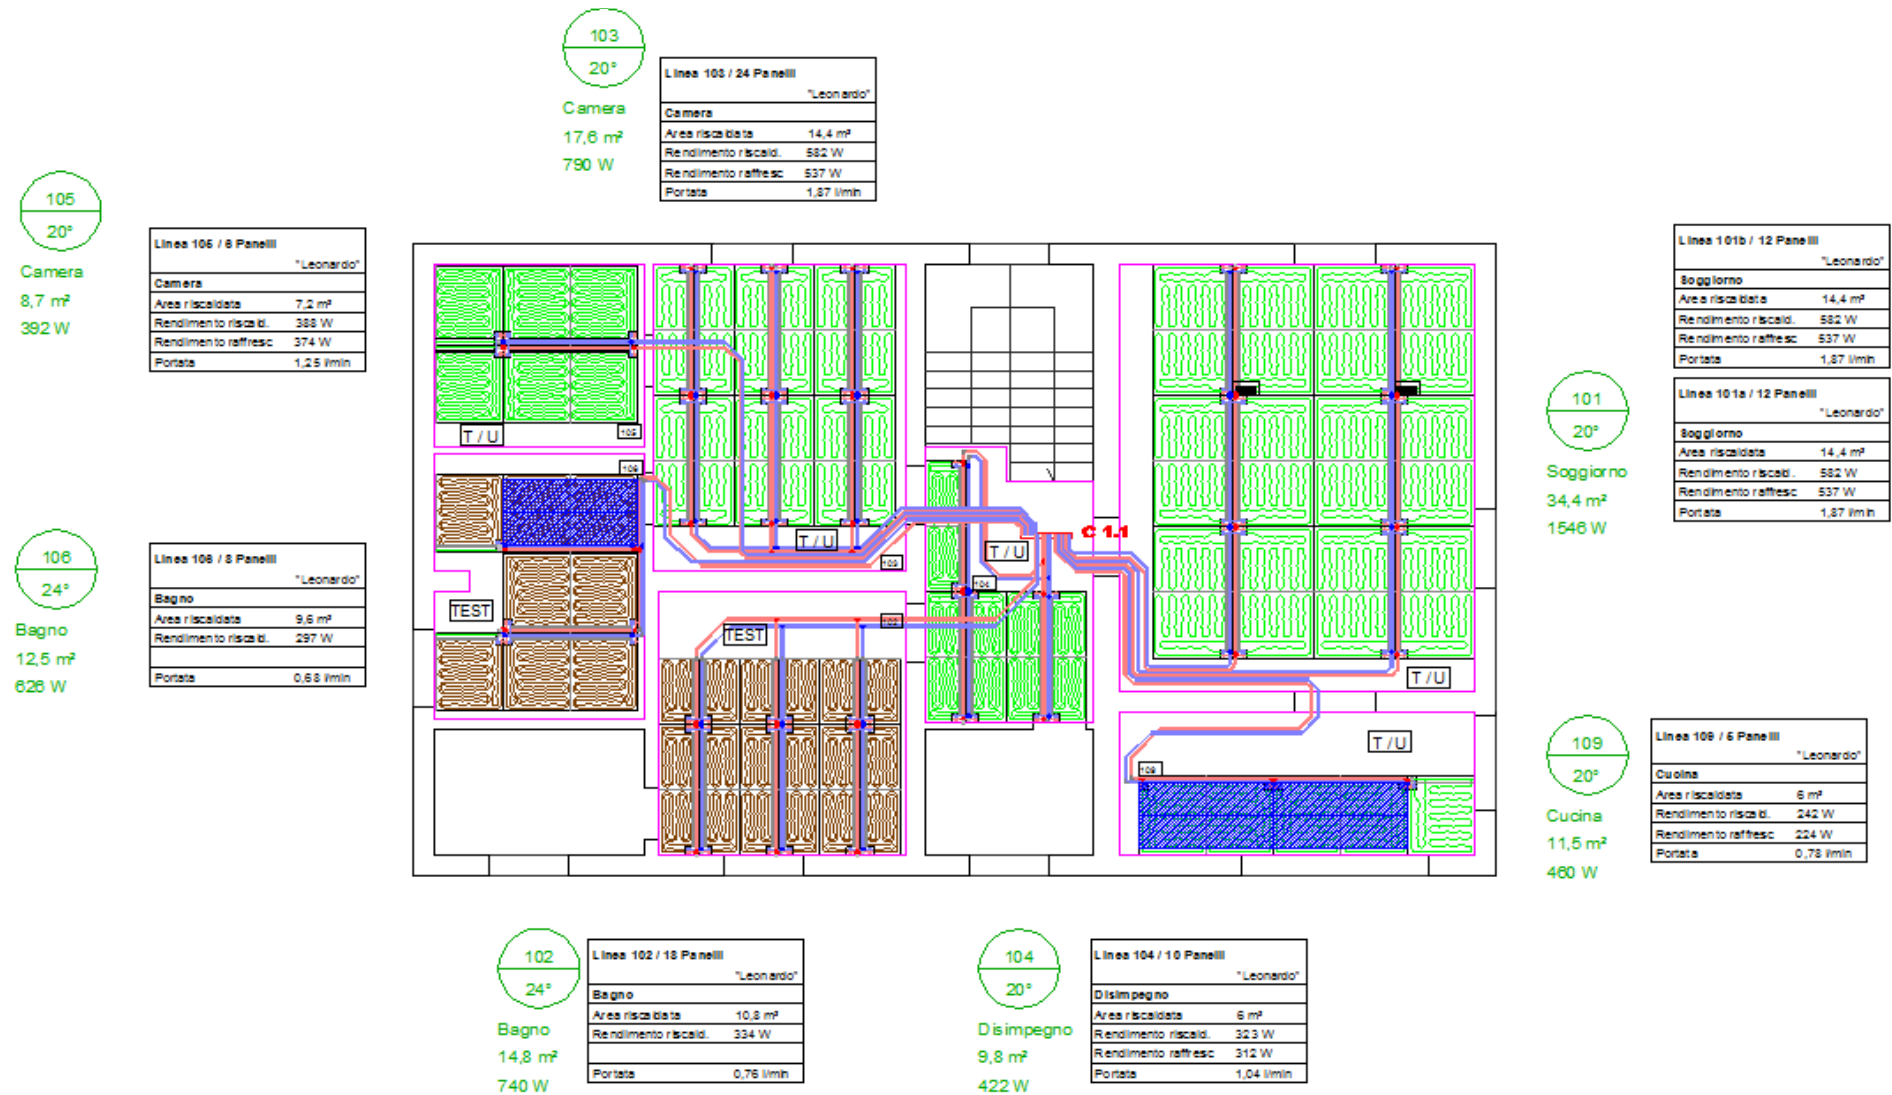 103
20°
Camera
17,6 m²
790 W
Linea 103 / 24 Panelli
"Leonardo"
Camera
Area riscaldata 14,4 m²
Rendimento riscald. 582 W
Rendimento raffresc 537 W
Portata 1,87 l/min
105
20°
Camera
8,7 m²
392 W
Linea 105 / 6 Panelli
"Leonardo"
Camera
Area riscaldata 7,2 m²
Rendimento riscald. 388 W
Rendimento raffresc 374 W
Portata 1,25 l/min
Linea 101b / 12 Panelli
"Leonardo"
Soggiorno
Area riscaldata 14,4 m²
Rendimento riscald. 582 W
Rendimento raffresc 537 W
Portata 1,87 l/min
101
20°
Soggiorno
34,4 m²
1546 W
Linea 101a / 12 Panelli
"Leonardo"
Soggiorno
Area riscaldata 14,4 m²
Rendimento riscald. 582 W
Rendimento raffresc 537 W
Portata 1,87 l/min
T / U
105
106
T / U
103
T / U
C 1.1
104
106
24°
Bagno
12,5 m²
626 W
Linea 106 / 8 Panelli
"Leonardo"
Bagno
Area riscaldata 9,6 m²
Rendimento riscald. 297 W
Portata 0,68 l/min
TEST
TEST
102
T / U
T / U
109
109
20°
Cucina
11,5 m²
460 W
Linea 109 / 5 Panelli
"Leonardo"
Cucina
Area riscaldata 6 m²
Rendimento riscald. 242 W
Rendimento raffresc 224 W
Portata 0,78 l/min
102
24°
Bagno
14,8 m²
740 W
Linea 102 / 18 Panelli
"Leonardo"
Bagno
Area riscaldata 10,8 m²
Rendimento riscald. 334 W
Portata 0,76 l/min
104
20°
Disimpegno
9,8 m²
422 W
Linea 104 / 10 Panelli
"Leonardo"
Disimpegno
Area riscaldata 6 m²
Rendimento riscald. 323 W
Rendimento raffresc 312 W
Portata 1,04 l/min